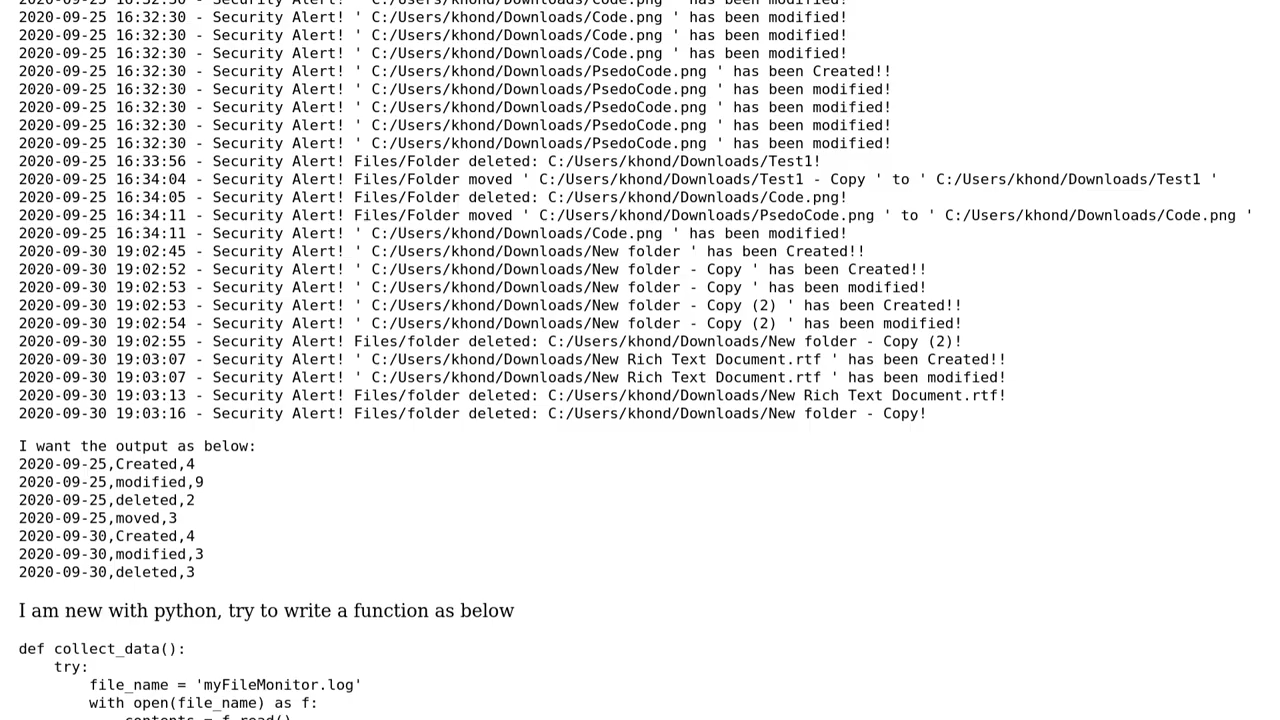 2020-09-25 16:32:30 - Security Alert! ' C:/Users/khond/Downloads/Code.png ' has been modified!
2020-09-25 16:32:30 - Security Alert! ' C:/Users/khond/Downloads/Code.png ' has been modified!
2020-09-25 16:32:30 - Security Alert! ' C:/Users/khond/Downloads/Code.png ' has been modified!
2020-09-25 16:32:30 - Security Alert! ' C:/Users/khond/Downloads/Code.png ' has been modified!
2020-09-25 16:32:30 - Security Alert! ' C:/Users/khond/Downloads/PsedoCode.png ' has been Created!!
2020-09-25 16:32:30 - Security Alert! ' C:/Users/khond/Downloads/PsedoCode.png ' has been modified!
2020-09-25 16:32:30 - Security Alert! ' C:/Users/khond/Downloads/PsedoCode.png ' has been modified!
2020-09-25 16:32:30 - Security Alert! ' C:/Users/khond/Downloads/PsedoCode.png ' has been modified!
2020-09-25 16:32:30 - Security Alert! ' C:/Users/khond/Downloads/PsedoCode.png ' has been modified!
2020-09-25 16:33:56 - Security Alert! Files/Folder deleted: C:/Users/khond/Downloads/Test1!
2020-09-25 16:34:04 - Security Alert! Files/Folder moved ' C:/Users/khond/Downloads/Test1 - Copy ' to ' C:/Users/khond/Downloads/Test1 '
2020-09-25 16:34:05 - Security Alert! Files/Folder deleted: C:/Users/khond/Downloads/Code.png!
2020-09-25 16:34:11 - Security Alert! Files/Folder moved ' C:/Users/khond/Downloads/PsedoCode.png ' to ' C:/Users/khond/Downloads/Code.png '
2020-09-25 16:34:11 - Security Alert! ' C:/Users/khond/Downloads/Code.png ' has been modified!
2020-09-30 19:02:45 - Security Alert! ' C:/Users/khond/Downloads/New folder ' has been Created!!
2020-09-30 19:02:52 - Security Alert! ' C:/Users/khond/Downloads/New folder - Copy ' has been Created!!
2020-09-30 19:02:53 - Security Alert! ' C:/Users/khond/Downloads/New folder - Copy ' has been modified!
2020-09-30 19:02:53 - Security Alert! ' C:/Users/khond/Downloads/New folder - Copy (2) ' has been Created!!
2020-09-30 19:02:54 - Security Alert! ' C:/Users/khond/Downloads/New folder - Copy (2) ' has been modified!
2020-09-30 19:02:55 - Security Alert! Files/folder deleted: C:/Users/khond/Downloads/New folder - Copy (2)!
2020-09-30 19:03:07 - Security Alert! ' C:/Users/khond/Downloads/New Rich Text Document.rtf ' has been Created!!
2020-09-30 19:03:07 - Security Alert! ' C:/Users/khond/Downloads/New Rich Text Document.rtf ' has been modified!
2020-09-30 19:03:13 - Security Alert! Files/folder deleted: C:/Users/khond/Downloads/New Rich Text Document.rtf!
2020-09-30 19:03:16 - Security Alert! Files/folder deleted: C:/Users/khond/Downloads/New folder - Copy!
I want the output as below:
2020-09-25,Created,4
2020-09-25,modified,9
2020-09-25,deleted,2
2020-09-25,moved,3
2020-09-30,Created,4
2020-09-30,modified,3
2020-09-30,deleted,3
I am new with python, try to write a function as below
def collect_data():
    try:
        file_name = 'myFileMonitor.log'
        with open(file_name) as f:
            contents = f.read()